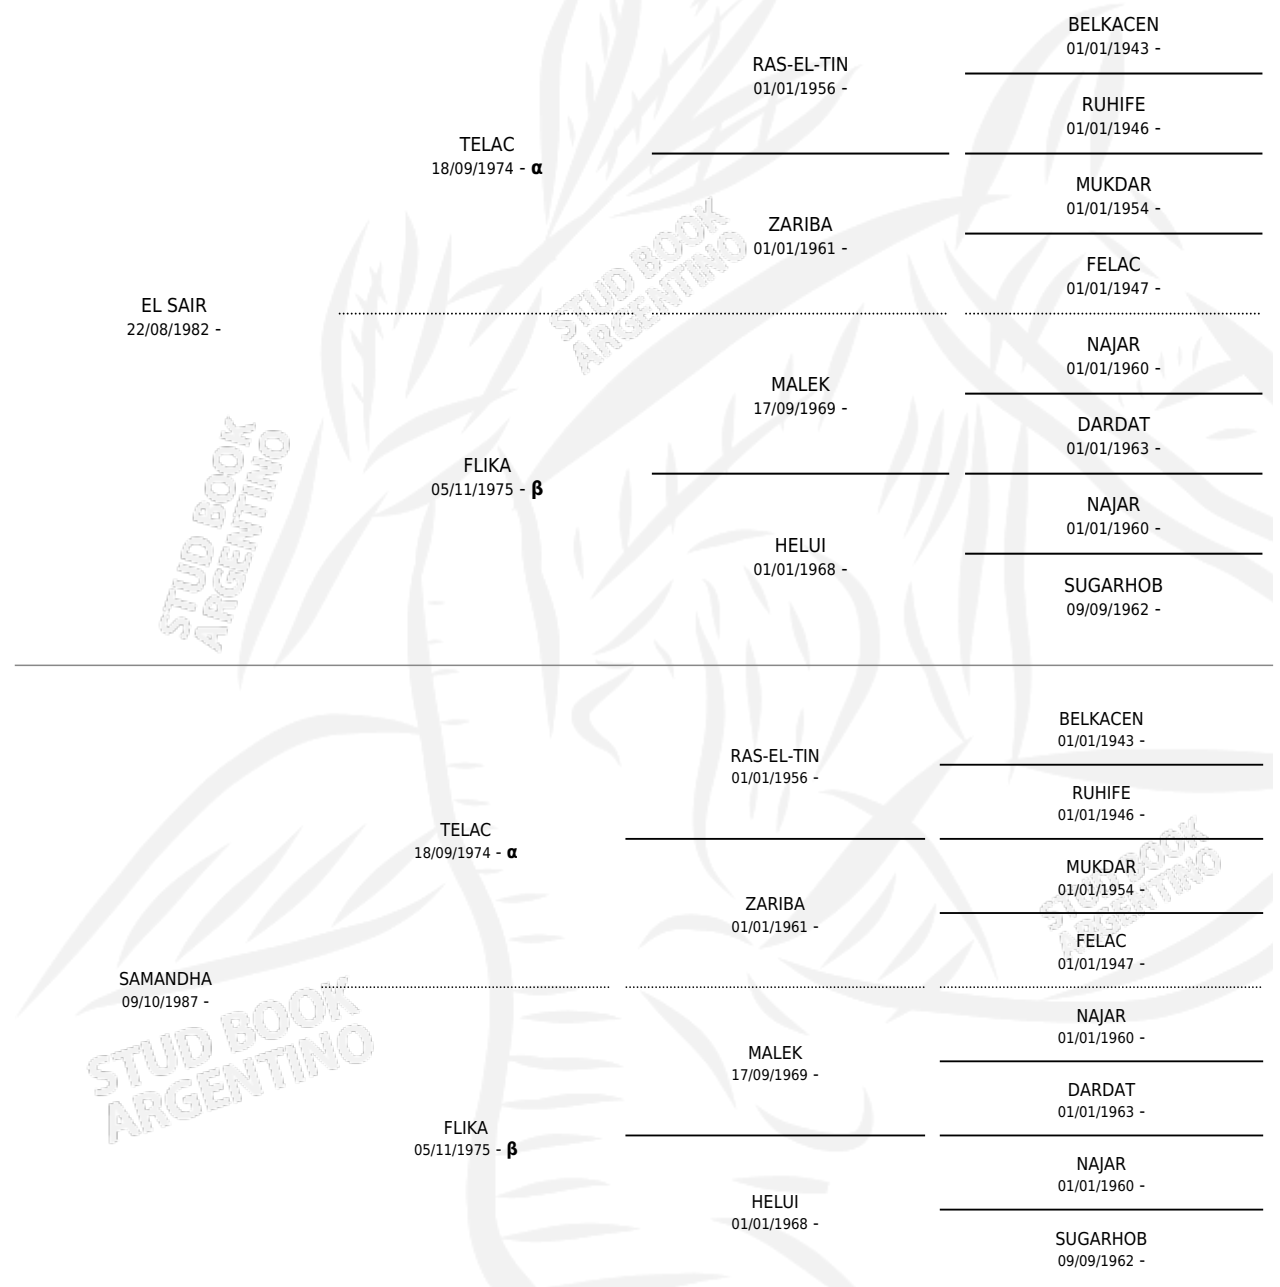 BELKACEN
01/01/1943 -
RAS-EL-TIN
01/01/1956 -
RUHIFE
01/01/1946 -
TELAC
18/09/1974 - α
MUKDAR
01/01/1954 -
ZARIBA
01/01/1961 -
FELAC
01/01/1947 -
EL SAIR
22/08/1982 -
STUD BOOK
ARGENTINO
NAJAR
01/01/1960 -
MALEK
17/09/1969 -
DARDAT
01/01/1963 -
FLIKA
05/11/1975 - β
STUD BOOK
ARGENTINO
NAJAR
01/01/1960 -
HELUI
01/01/1968 -
SUGARHOB
09/09/1962 -
BELKACEN
01/01/1943 -
RAS-EL-TIN
01/01/1956 -
RUHIFE
01/01/1946 -
TELAC
18/09/1974 - α
MUKDAR
01/01/1954 -
STUD BOOK
ARGENTINO
ZARIBA
01/01/1961 -
FELAC
01/01/1947 -
SAMANDHA
09/10/1987 -
STUD BOOK
ARGENTINO
NAJAR
01/01/1960 -
MALEK
17/09/1969 -
DARDAT
01/01/1963 -
FLIKA
05/11/1975 - β
NAJAR
01/01/1960 -
HELUI
01/01/1968 -
SUGARHOB
09/09/1962 -